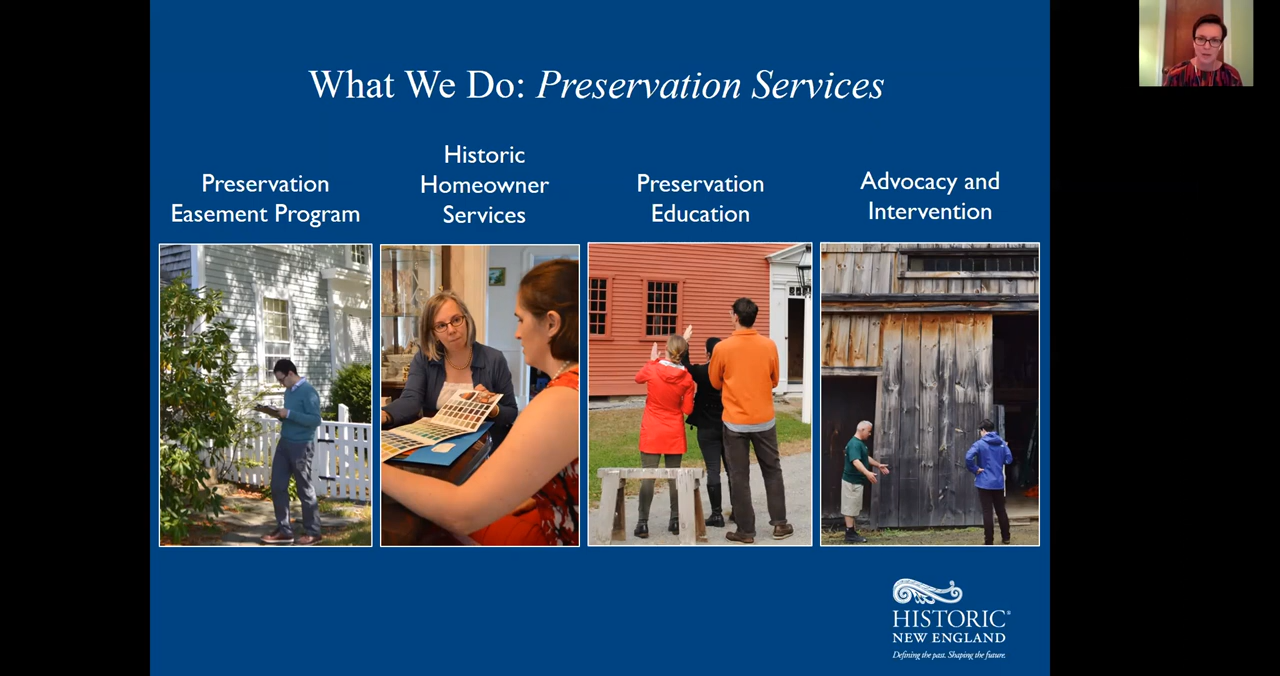 What We Do: Preservation Services
Preservation
Easement Program
Historic
Homeowner
Services
Preservation
Education
Advocacy and
Intervention
HISTORIC®
NEW ENGLAND
Defining the past. Shaping the future.